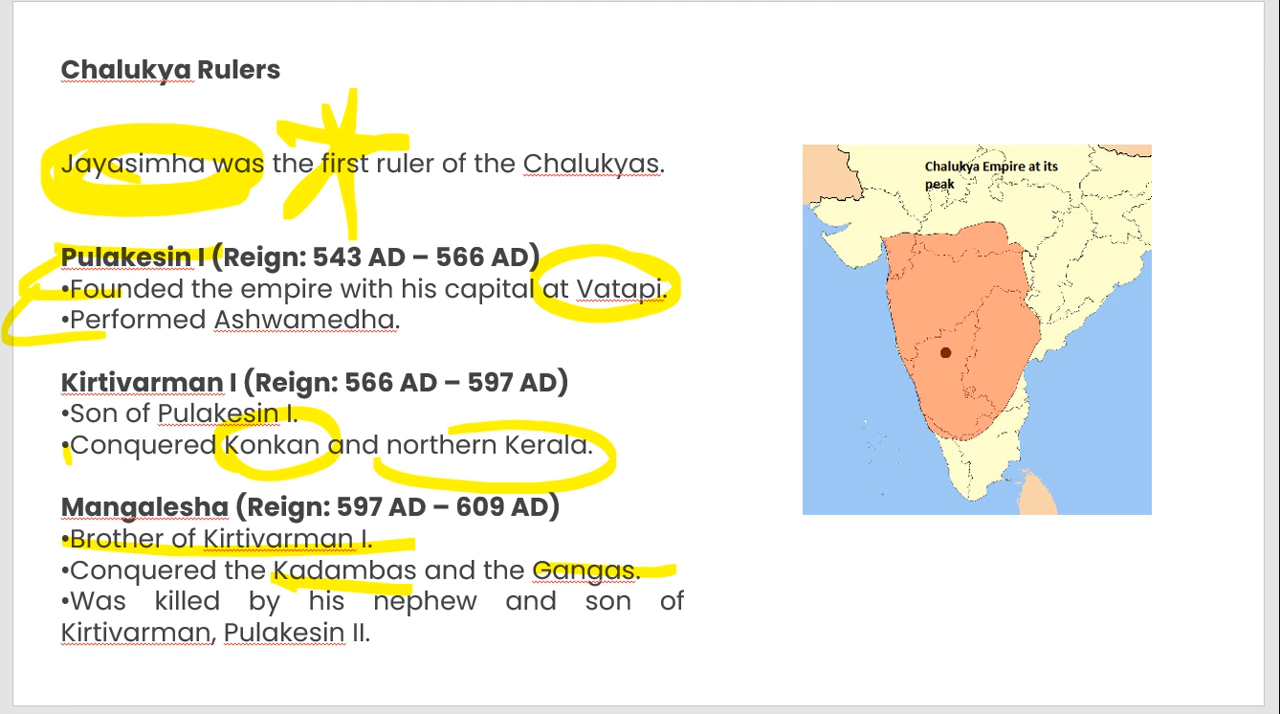 Chalukya Rulers
Jayasimha was the first ruler of the Chalukyas.
Pulakesin I (Reign: 543 AD – 566 AD)
•Founded the empire with his capital at Vatapi.
•Performed Ashwamedha.
Kirtivarman I (Reign: 566 AD – 597 AD)
•Son of Pulakesin I.
•Conquered Konkan and northern Kerala.
Mangalesha (Reign: 597 AD – 609 AD)
•Brother of Kirtivarman I.
•Conquered the Kadambas and the Gangas.
•Was killed by his nephew and son of
Kirtivarman, Pulakesin II.
Chalukya Empire at its
peak